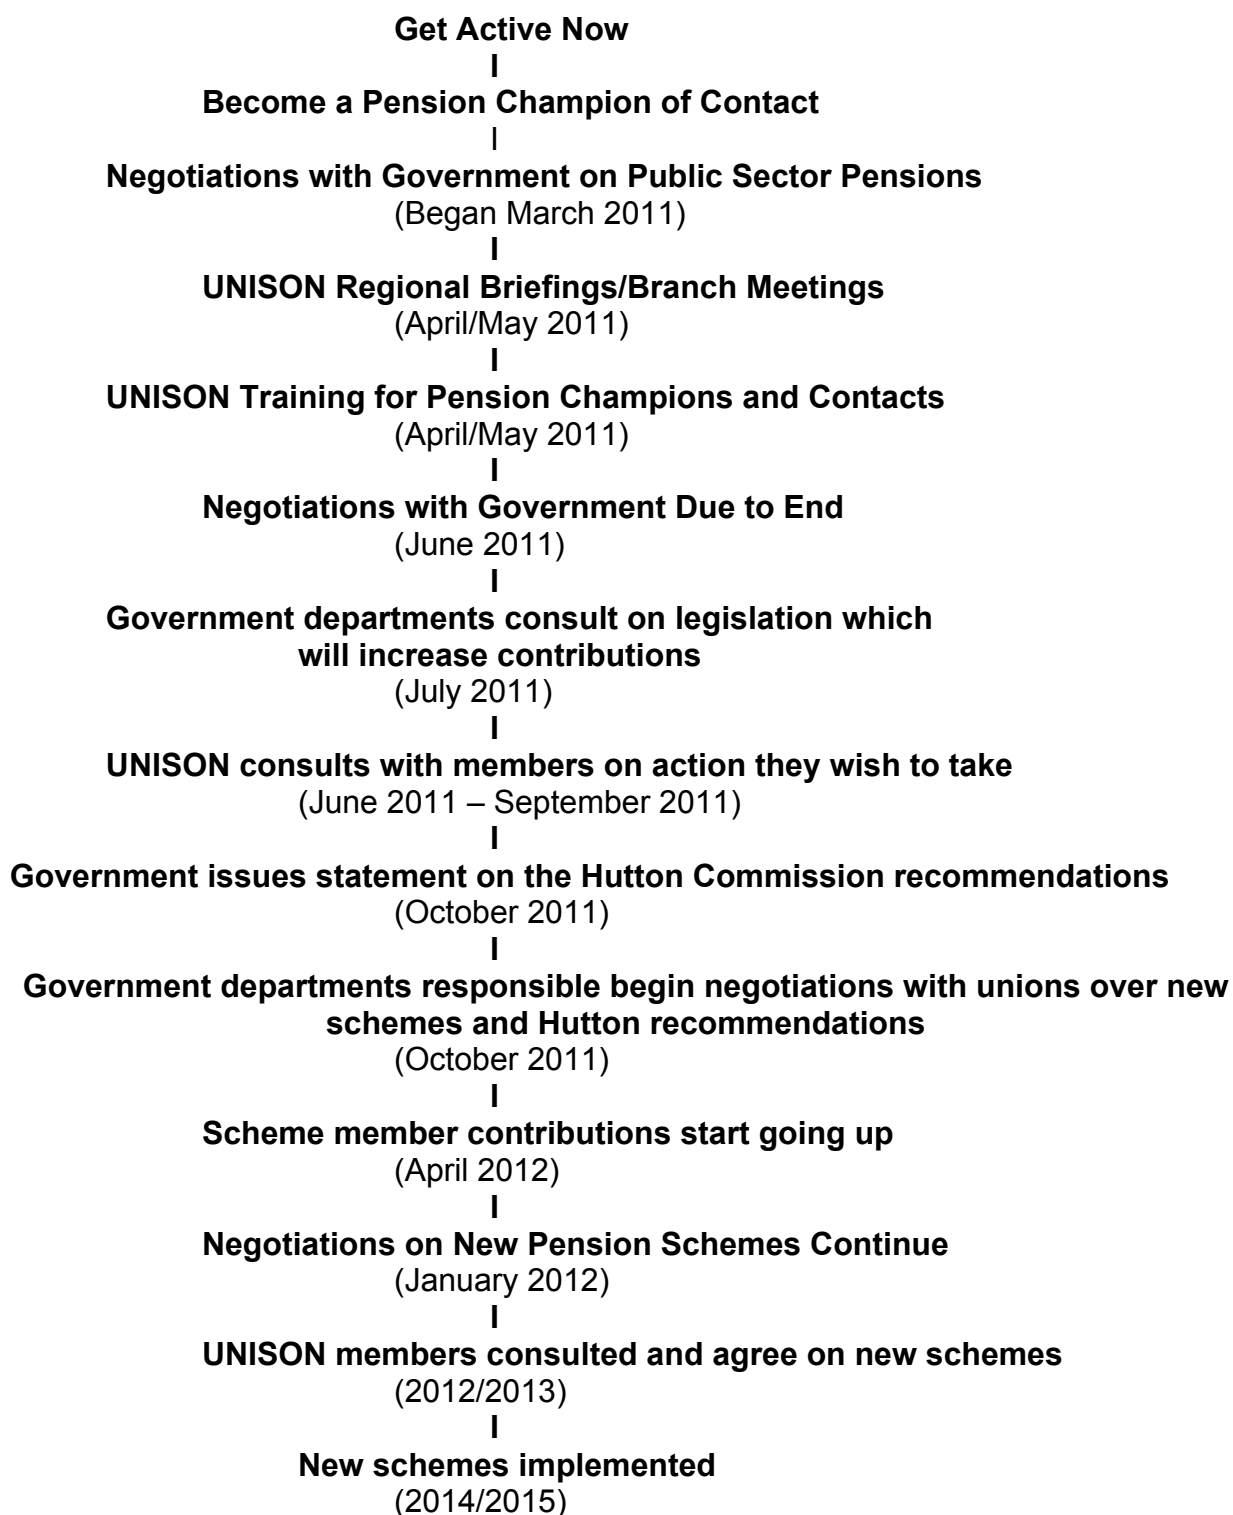 Get Active Now
I
Become a Pension Champion of Contact
I
Negotiations with Government on Public Sector Pensions
(Began March 2011)
I
UNISON Regional Briefings/Branch Meetings
(April/May 2011)
I
UNISON Training for Pension Champions and Contacts
(April/May 2011)
I
Negotiations with Government Due to End
(June 2011)
I
Government departments consult on legislation which
will increase contributions
(July 2011)
I
UNISON consults with members on action they wish to take
(June 2011 – September 2011)
I
Government issues statement on the Hutton Commission recommendations
(October 2011)
I
Government departments responsible begin negotiations with unions over new
schemes and Hutton recommendations
(October 2011)
I
Scheme member contributions start going up
(April 2012)
I
Negotiations on New Pension Schemes Continue
(January 2012)
I
UNISON members consulted and agree on new schemes
(2012/2013)
I
New schemes implemented
(2014/2015)